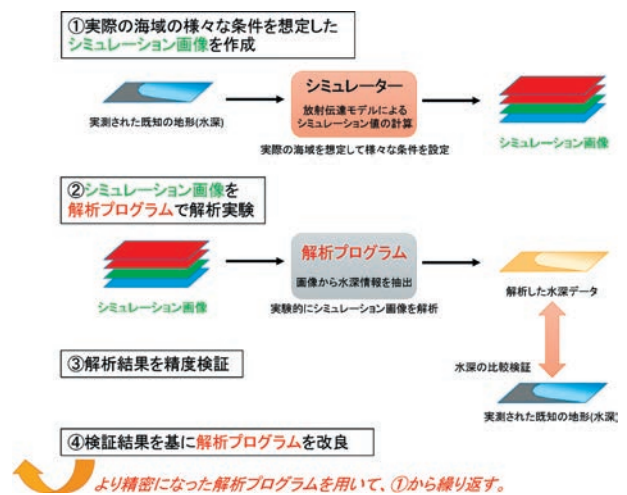 ①実際の海域の様々な条件を想定した
シミュレーション画像を作成
シミュレーター
放射伝達モデルによる
シミュレーション値の計算
実測された既知の地形(水深)
実際の海域を想定して様々な条件を設定
シミュレーション画像
②シミュレーション画像を
解析プログラムで解析実験
解析プログラム
画像から水深情報を抽出
シミュレーション画像
実験的にシミュレーション画像を解析
解析した水深データ
③解析結果を精度検証
水深の比較検証
実測された既知の地形(水深)
④検証結果を基に解析プログラムを改良
より精密になった解析プログラムを用いて、①から繰り返す。